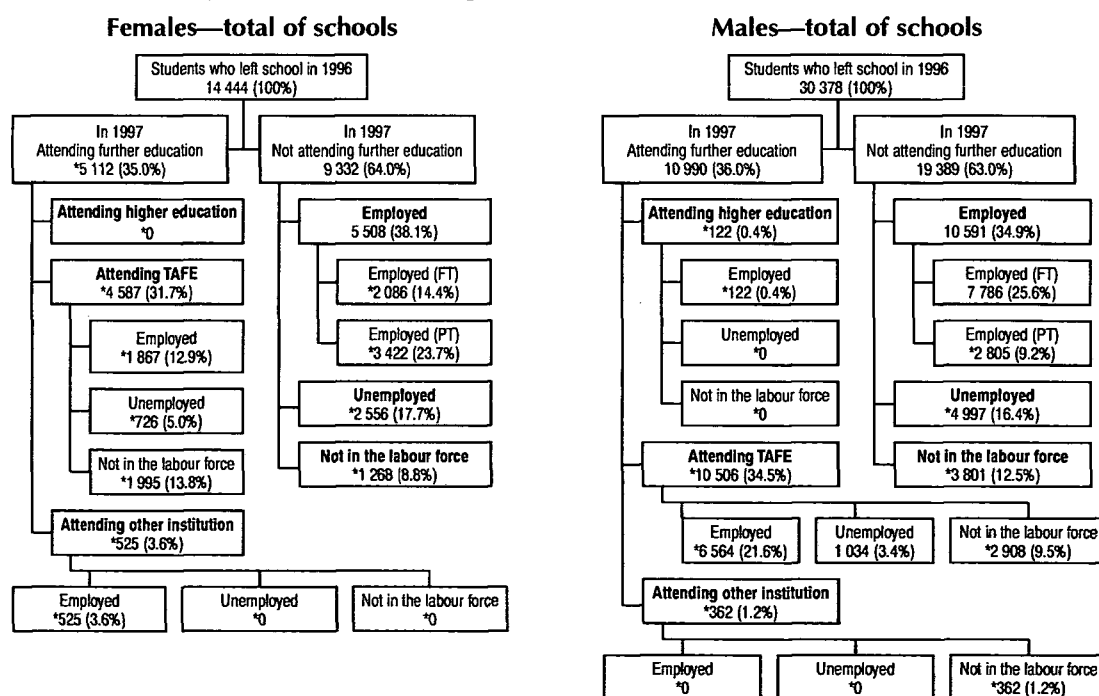 Females—total of schools
Students who left school in 1996
14 444 (100%)
In 1997
Attending further education
*5 112 (35.0%)
In 1997
Not attending further education
9 332 (64.0%)
Attending higher education
*0
Employed
5 508 (38.1%)
Attending TAFE
*4 587 (31.7%)
Employed (FT)
*2 086 (14.4%)
Employed
*1 867 (12.9%)
Employed (PT)
*3 422 (23.7%)
Unemployed
*726 (5.0%)
Unemployed
*2 556 (17.7%)
Not in the labour force
*1 995 (13.8%)
Not in the labour force
*1 268 (8.8%)
Attending other institution
*525 (3.6%)
Employed
*525 (3.6%)
Unemployed
*0
Not in the labour force
*0
Males—total of schools
Students who left school in 1996
30 378 (100%)
In 1997
Attending further education
10 990 (36.0%)
In 1997
Not attending further education
19 389 (63.0%)
Attending higher education
*122 (0.4%)
Employed
10 591 (34.9%)
Employed
*122 (0.4%)
Employed (FT)
7 786 (25.6%)
Unemployed
*0
Employed (PT)
*2 805 (9.2%)
Not in the labour force
*0
Unemployed
*4 997 (16.4%)
Attending TAFE
*10 506 (34.5%)
Not in the labour force
*3 801 (12.5%)
Employed
*6 564 (21.6%)
Unemployed
1 034 (3.4%)
Not in the labour force
*2 908 (9.5%)
Attending other institution
*362 (1.2%)
Employed
*0
Unemployed
*0
Not in the labour force
*362 (1.2%)